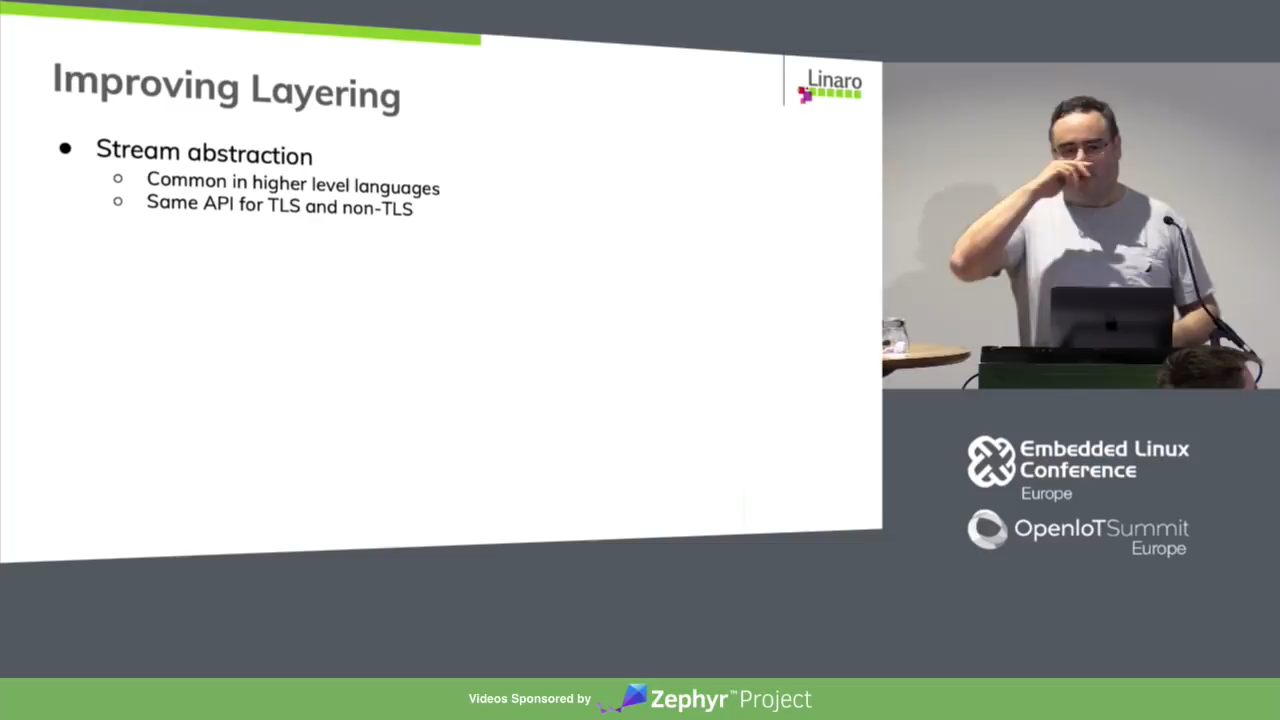 Improving Layering
Linaro
● Stream abstraction
○ Common in higher level languages
○ Same API for TLS and non-TLS
Embedded Linux
Conference
Europe
OpenIoTSummit
Europe
Videos Sponsored by Zephyr™Project